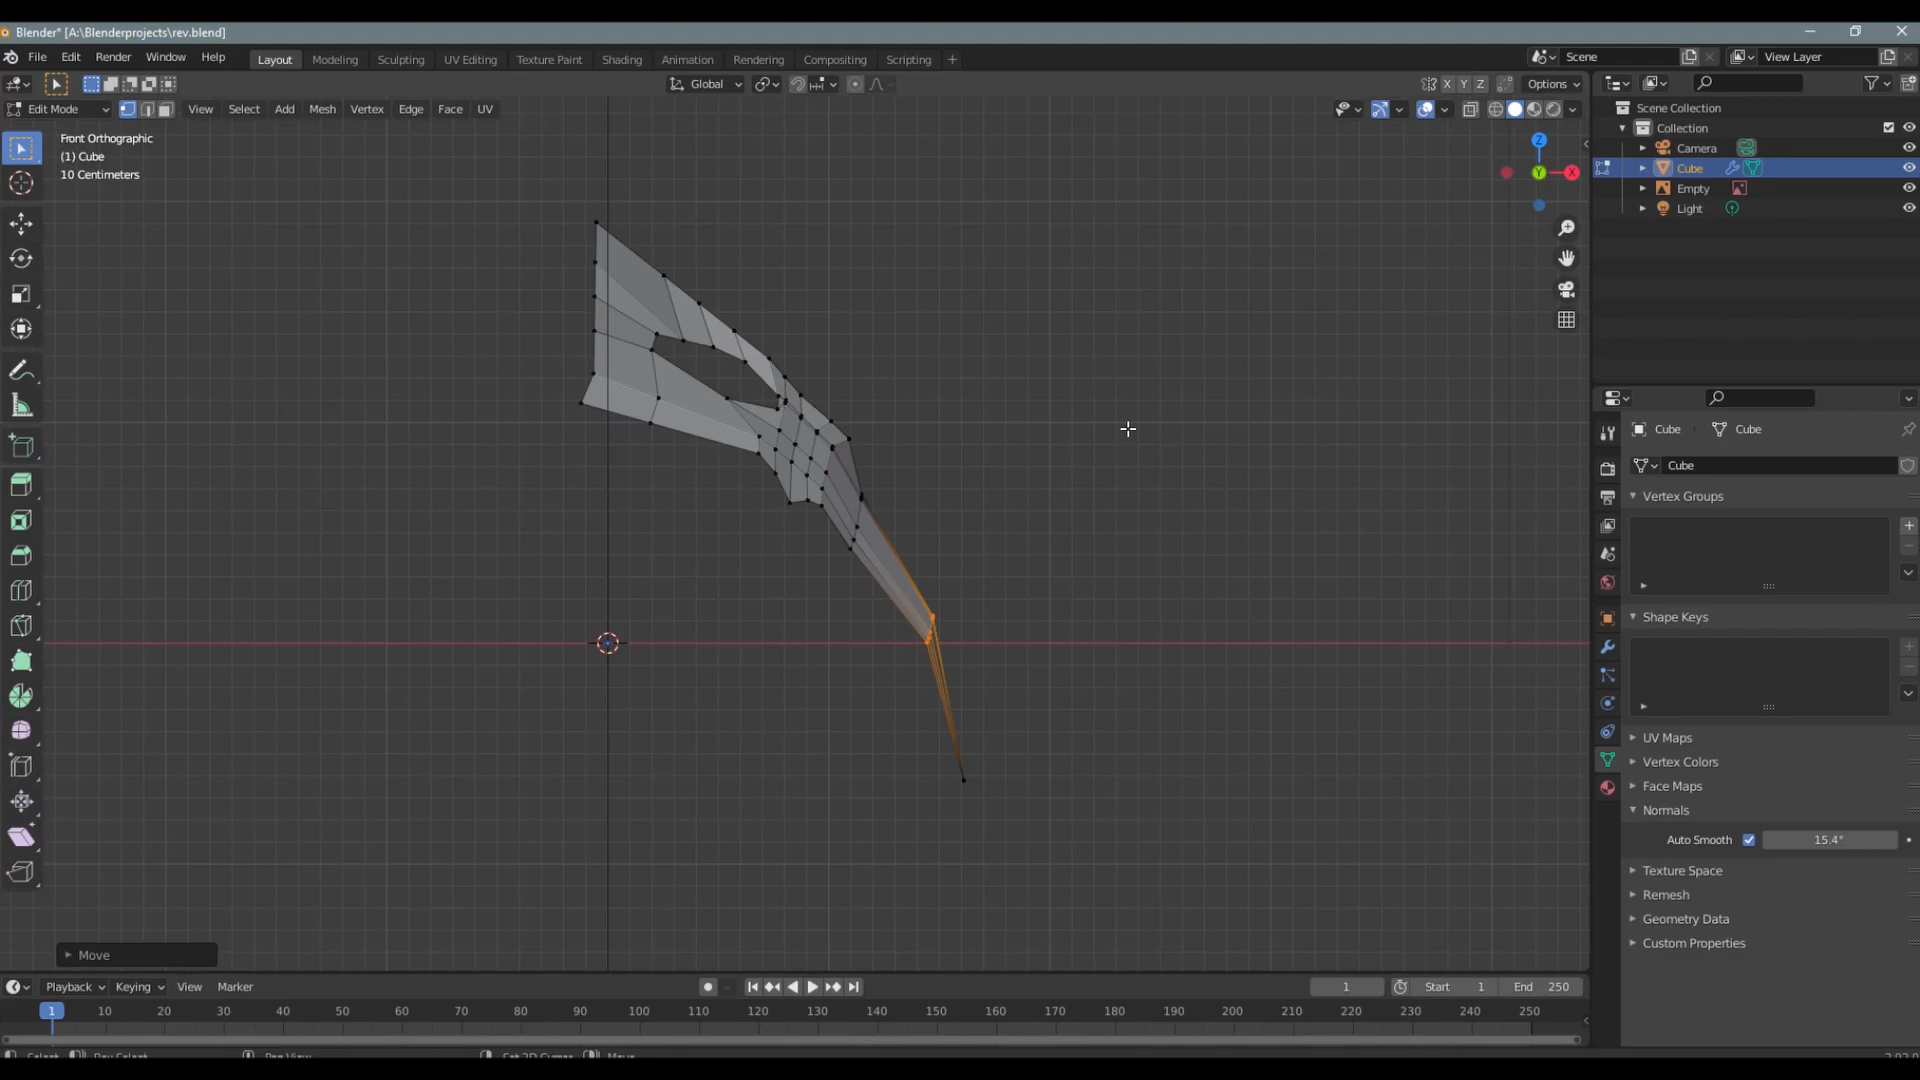 Blender* [A:\Blenderprojects\rev.blend]
File Edit Render Window Help Layout Modeling Sculpting UV Editing Texture Paint Shading Animation Rendering Compositing Scripting + Scene View Layer
Global X Y Z Options
Edit Mode View Select Add Mesh Vertex Edge Face UV
Front Orthographic
(1) Cube
10 Centimeters
Z
Y
X
Scene Collection
Collection
Camera
Cube
Empty
Light
Cube Cube
Cube
Vertex Groups
Shape Keys
UV Maps
Vertex Colors
Face Maps
Normals
Auto Smooth 15.4°
Texture Space
Remesh
Geometry Data
Custom Properties
Move
Playback Keying View Marker 1 Start 1 End 250
1 10 20 30 40 50 60 70 80 90 100 110 120 130 140 150 160 170 180 190 200 210 220 230 240 250